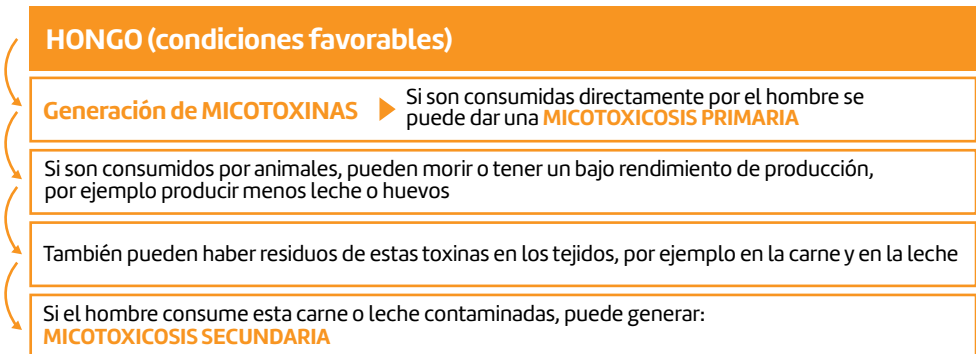 HONGO (condiciones favorables)
Generación de MICOTOXINAS
Si son consumidas directamente por el hombre se
puede dar una MICOTOXICOSIS PRIMARIA
Si son consumidos por animales, pueden morir o tener un bajo rendimiento de producción,
por ejemplo producir menos leche o huevos
También pueden haber residuos de estas toxinas en los tejidos, por ejemplo en la carne y en la leche
Si el hombre consume esta carne o leche contaminadas, puede generar:
MICOTOXICOSIS SECUNDARIA